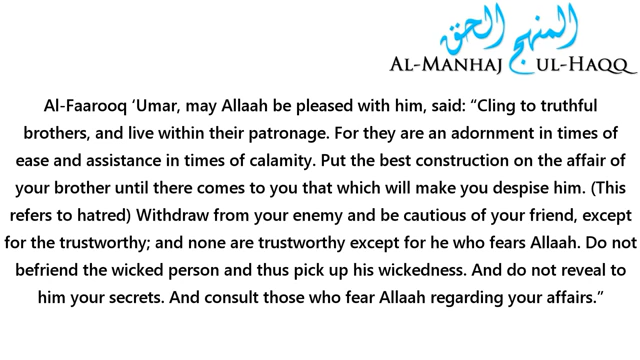 المنهج الحق
AL-MANHAJ UL-HAQQ
Al-Faarooq ‘Umar, may Allaah be pleased with him, said: “Cling to truthful
brothers, and live within their patronage. For they are an adornment in times of
ease and assistance in times of calamity. Put the best construction on the affair of
your brother until there comes to you that which will make you despise him. (This
refers to hatred) Withdraw from your enemy and be cautious of your friend, except
for the trustworthy; and none are trustworthy except for he who fears Allaah. Do not
befriend the wicked person and thus pick up his wickedness. And do not reveal to
him your secrets. And consult those who fear Allaah regarding your affairs.”